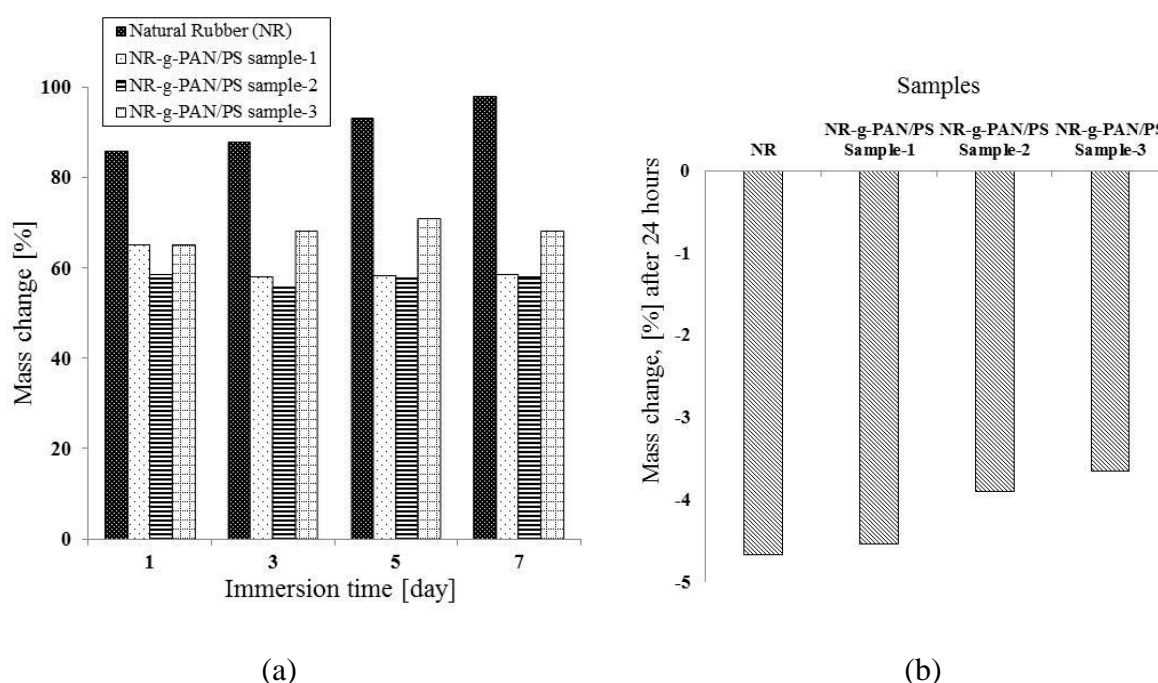 Natural Rubber (NR)
NR-g-PAN/PS sample-1
NR-g-PAN/PS sample-2
NR-g-PAN/PS sample-3
100
80
60
40
20
0
Mass change [%]
1 3 5 7
Immersion time [day]
(a)
Samples
NR-g-PAN/PS NR-g-PAN/PS NR-g-PAN/PS
NR Sample-1 Sample-2 Sample-3
0
-1
-2
-3
-4
-5
Mass change, [%] after 24 hours
(b)